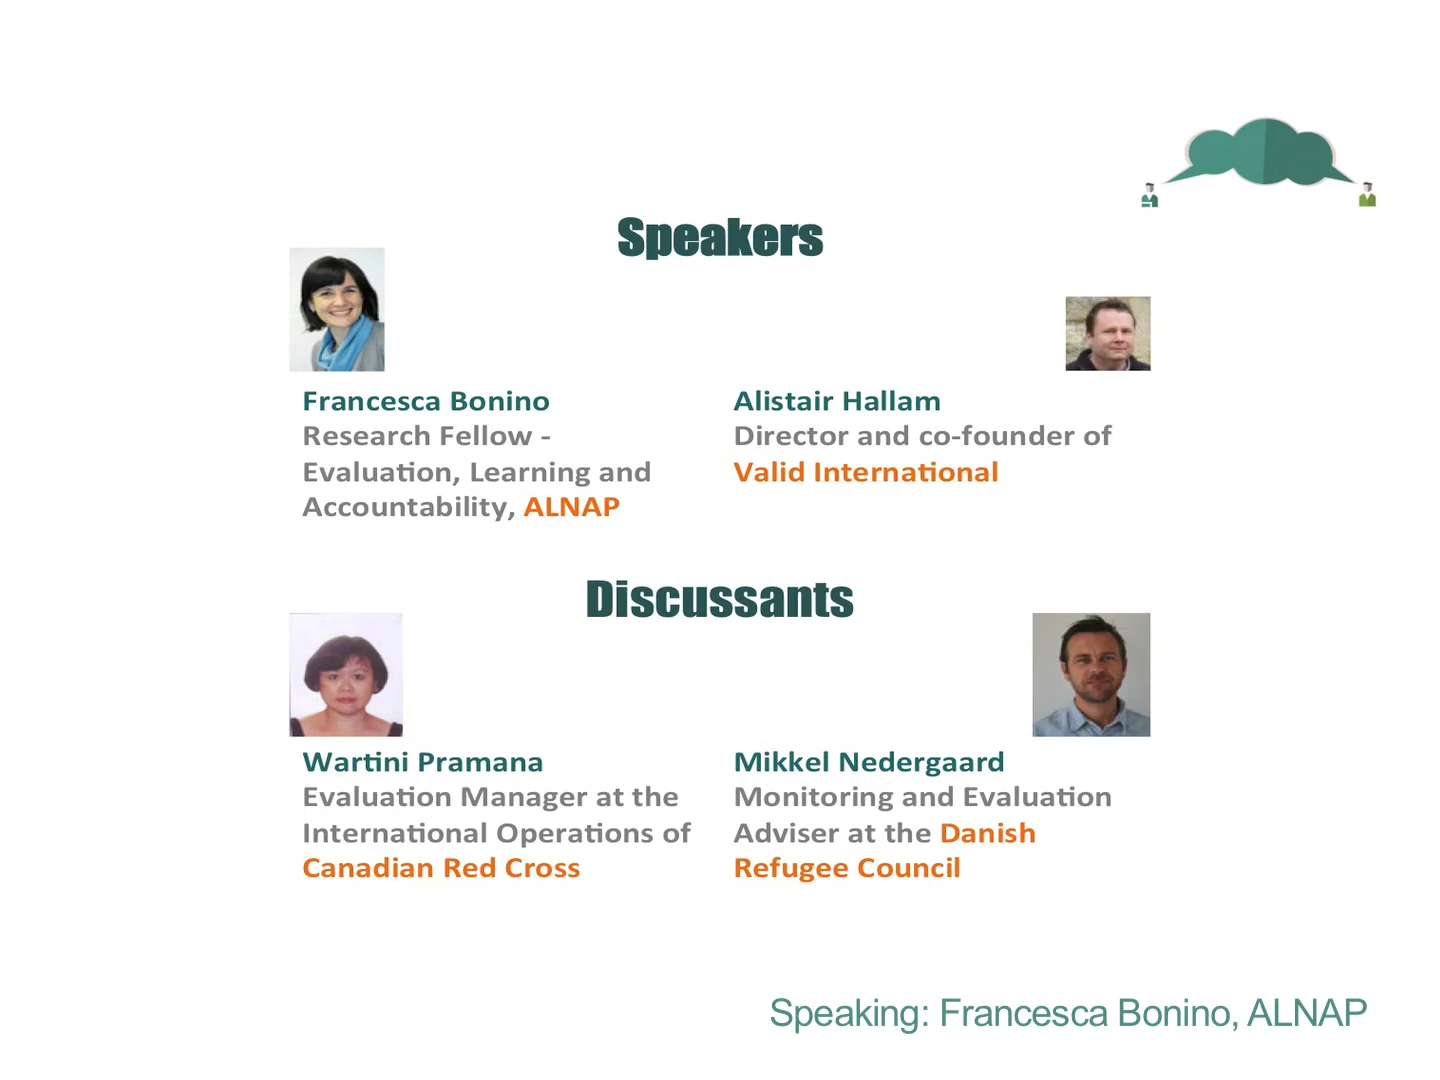 Speakers
Francesca Bonino
Research Fellow -
Evaluation, Learning and
Accountability, ALNAP
Alistair Hallam
Director and co-founder of
Valid International
Discussants
Wartini Pramana
Evaluation Manager at the
International Operations of
Canadian Red Cross
Mikkel Nedergaard
Monitoring and Evaluation
Adviser at the Danish
Refugee Council
Speaking: Francesca Bonino, ALNAP